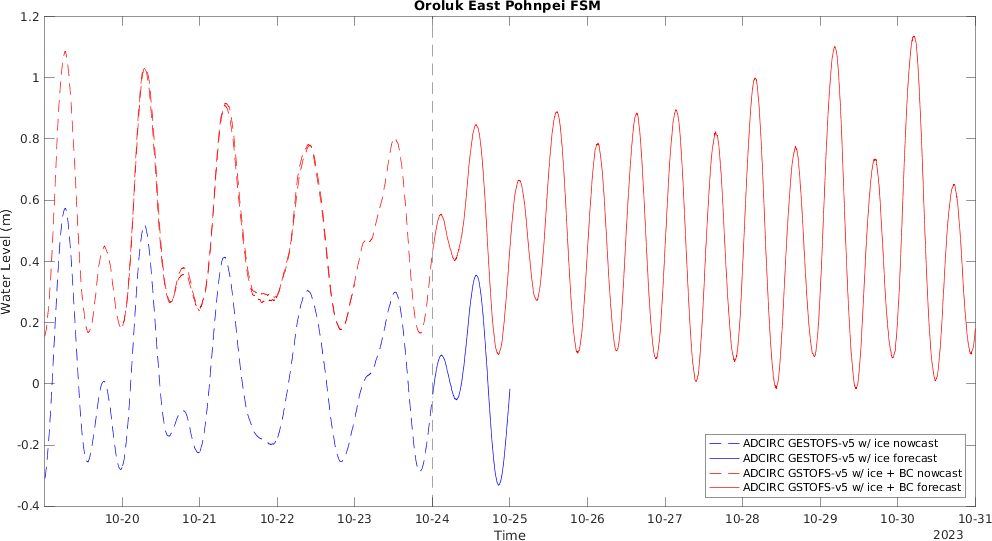 Oroluk East Pohnpei FSM
1.2
1
0.8
0.6
0.4
0.2
0
-0.2
-0.4
Water Level (m)
ADCIRC GESTOFS-v5 w/ ice nowcast
ADCIRC GESTOFS-v5 w/ ice forecast
ADCIRC GSTOFS-v5 w/ ice + BC nowcast
ADCIRC GSTOFS-v5 w/ ice + BC forecast
10-20 10-21 10-22 10-23 10-24 10-25 10-26 10-27 10-28 10-29 10-30 10-31
Time
2023